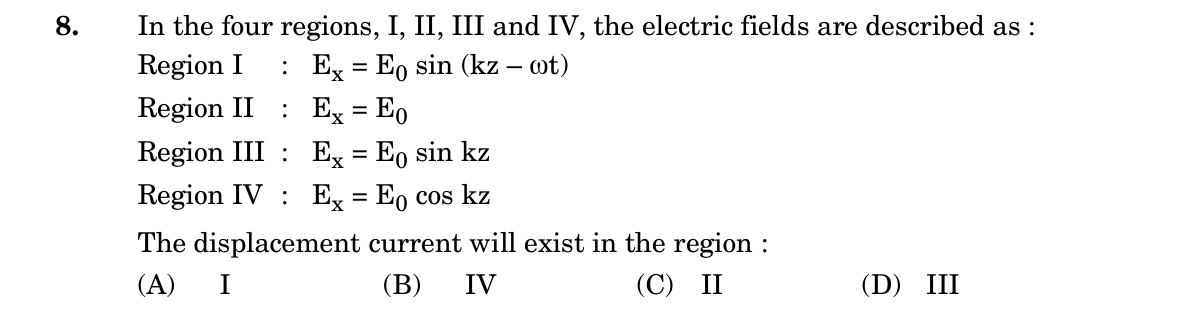 8. In the four regions, I, II, III and IV, the electric fields are described as :
Region I : Eₓ = E₀ sin (kz – ωt)
Region II : Eₓ = E₀
Region III : Eₓ = E₀ sin kz
Region IV : Eₓ = E₀ cos kz
The displacement current will exist in the region :
(A) I (B) IV (C) II (D) III